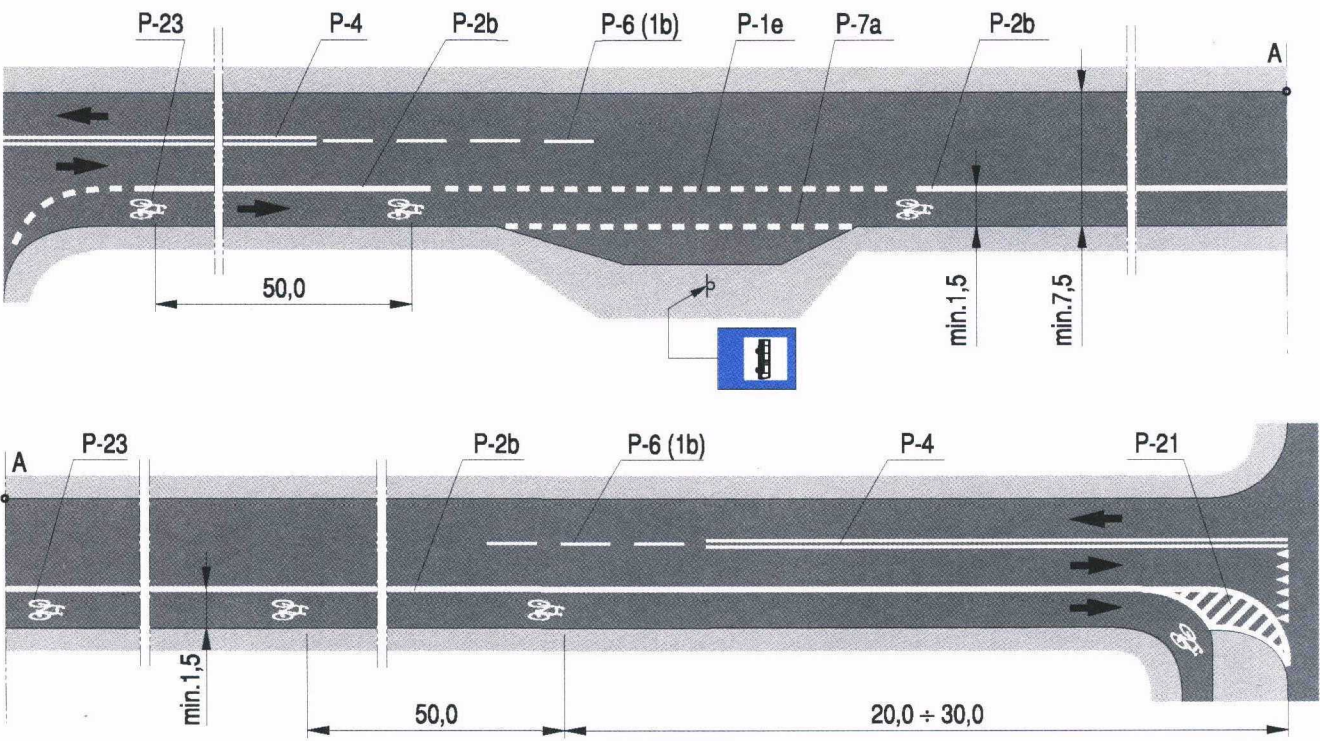 P-23 P-4 P-2b P-6 (1b) P-1e P-7a P-2b
A
50,0
min.1,5
min.7,5
P-23 P-2b P-6 (1b) P-4 P-21
A
min.1,5
50,0
20,0 ÷ 30,0